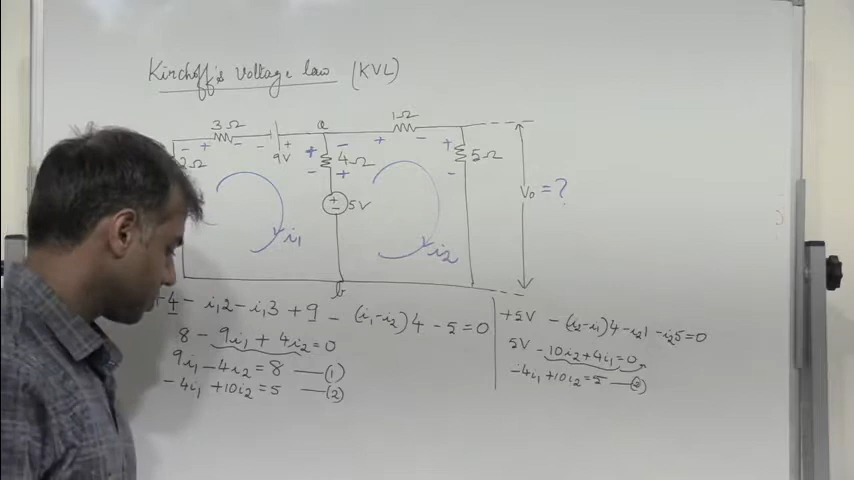 Kirchoff's Voltage law (KVL)
3Ω
9V
a
1Ω
2Ω
4Ω
5Ω
5V
V₀ = ?
i₁
i₂
b
+4 - i₁2 - i₁3 + 9 - (i₁-i₂)4 - 5 = 0
8 - 9i₁ + 4i₂ = 0
9i₁ - 4i₂ = 8 —(1)
-4i₁ + 10i₂ = 5 —(2)
+5V - (i₂-i₁)4 - i₂1 - i₂5 = 0
5V - 10i₂ + 4i₁ = 0
-4i₁ + 10i₂ = 5 —(2)